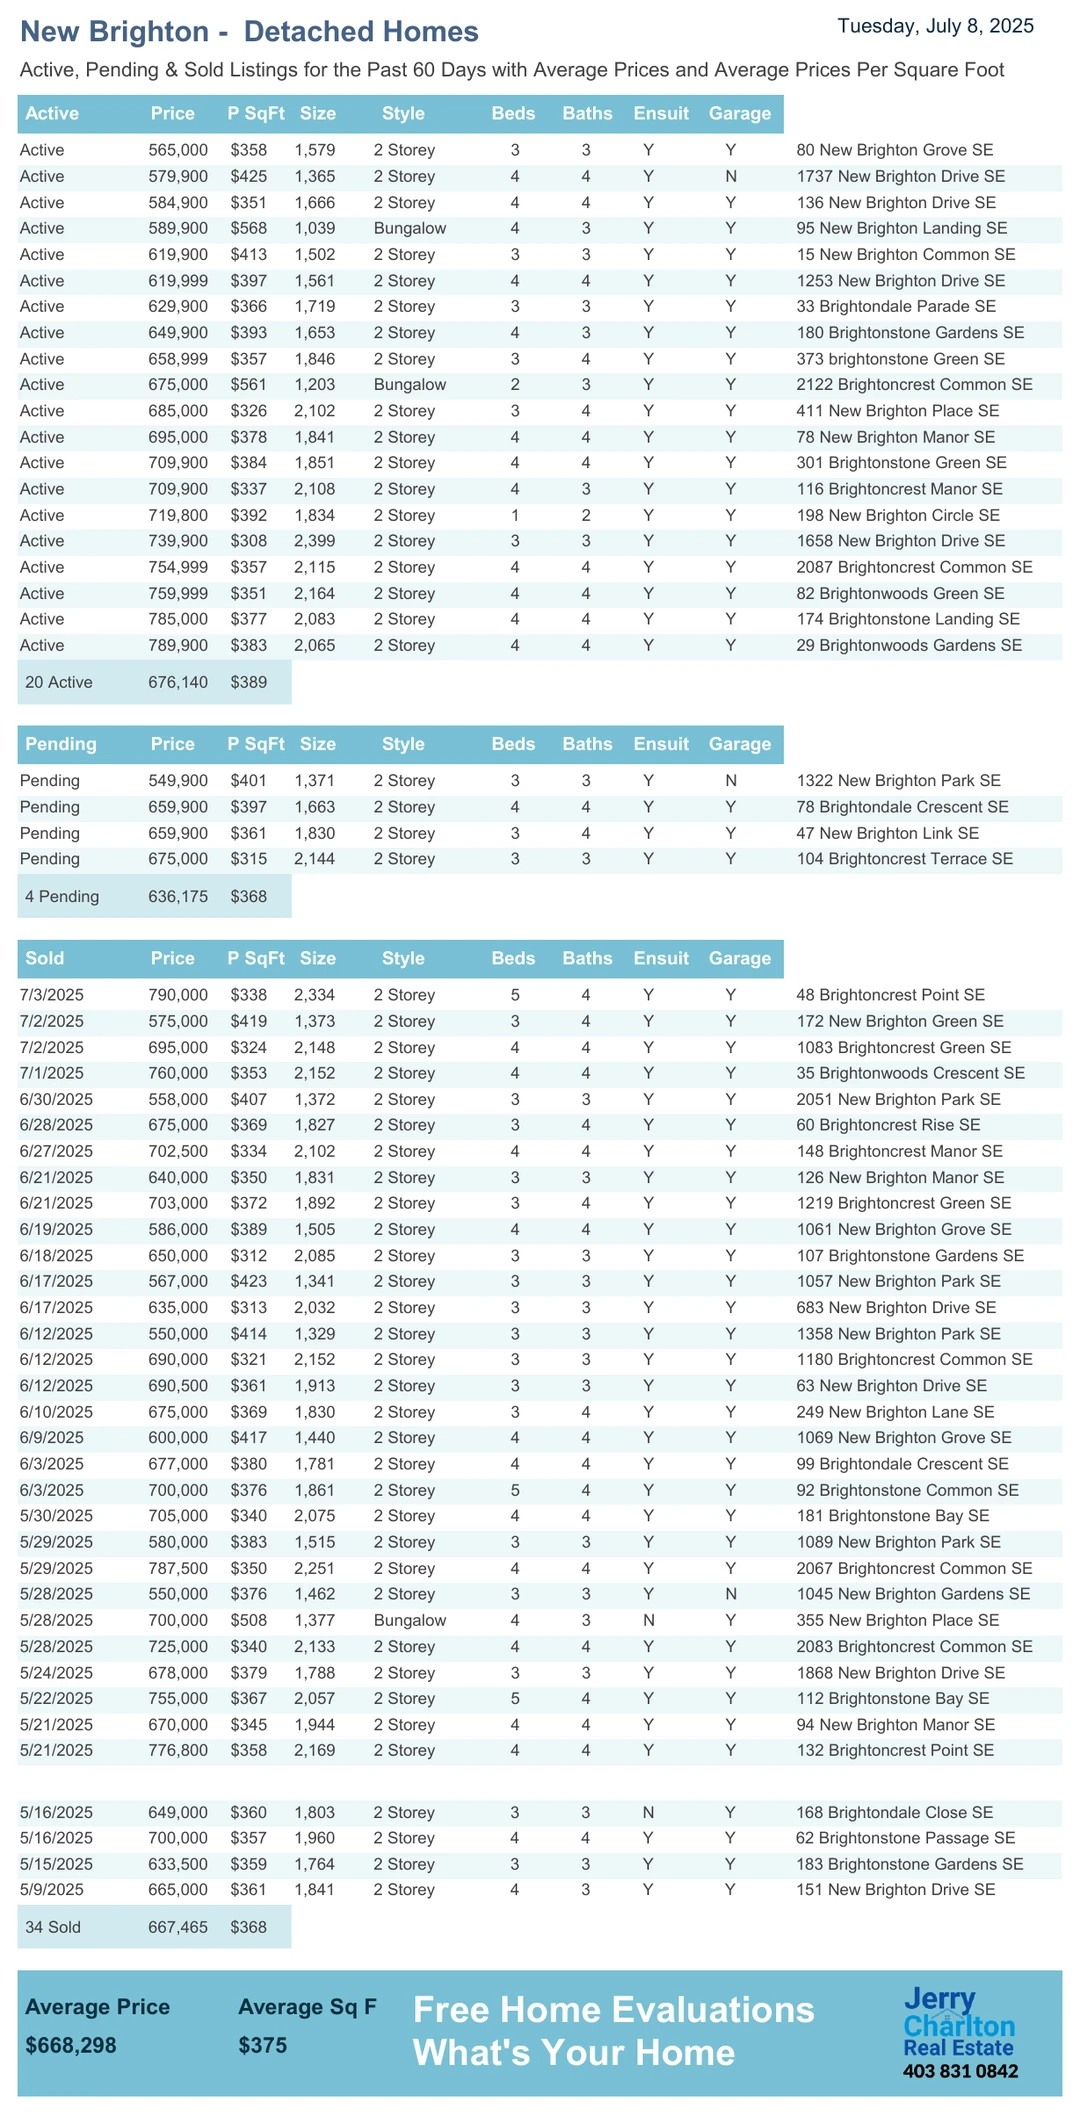 New Brighton -  Detached Homes
Tuesday, July 8, 2025
Active, Pending & Sold Listings for the Past 60 Days with Average Prices and Average Prices Per Square Foot
Active Price P SqFt Size Style Beds Baths Ensuit Garage
Active 565,000 $358 1,579 2 Storey 3 3 Y Y 80 New Brighton Grove SE
Active 579,900 $425 1,365 2 Storey 4 4 Y N 1737 New Brighton Drive SE
Active 584,900 $351 1,666 2 Storey 4 4 Y Y 136 New Brighton Drive SE
Active 589,900 $568 1,039 Bungalow 4 3 Y Y 95 New Brighton Landing SE
Active 619,900 $413 1,502 2 Storey 3 3 Y Y 15 New Brighton Common SE
Active 619,999 $397 1,561 2 Storey 4 4 Y Y 1253 New Brighton Drive SE
Active 629,900 $366 1,719 2 Storey 3 3 Y Y 33 Brightondale Parade SE
Active 649,900 $393 1,653 2 Storey 4 3 Y Y 180 Brightonstone Gardens SE
Active 658,999 $357 1,846 2 Storey 3 4 Y Y 373 brightonstone Green SE
Active 675,000 $561 1,203 Bungalow 2 3 Y Y 2122 Brightoncrest Common SE
Active 685,000 $326 2,102 2 Storey 3 4 Y Y 411 New Brighton Place SE
Active 695,000 $378 1,841 2 Storey 4 4 Y Y 78 New Brighton Manor SE
Active 709,900 $384 1,851 2 Storey 4 4 Y Y 301 Brightonstone Green SE
Active 709,900 $337 2,108 2 Storey 4 3 Y Y 116 Brightoncrest Manor SE
Active 719,800 $392 1,834 2 Storey 1 2 Y Y 198 New Brighton Circle SE
Active 739,900 $308 2,399 2 Storey 3 3 Y Y 1658 New Brighton Drive SE
Active 754,999 $357 2,115 2 Storey 4 4 Y Y 2087 Brightoncrest Common SE
Active 759,999 $351 2,164 2 Storey 4 4 Y Y 82 Brightonwoods Green SE
Active 785,000 $377 2,083 2 Storey 4 4 Y Y 174 Brightonstone Landing SE
Active 789,900 $383 2,065 2 Storey 4 4 Y Y 29 Brightonwoods Gardens SE
20 Active 676,140 $389
Pending Price P SqFt Size Style Beds Baths Ensuit Garage
Pending 549,900 $401 1,371 2 Storey 3 3 Y N 1322 New Brighton Park SE
Pending 659,900 $397 1,663 2 Storey 4 4 Y Y 78 Brightondale Crescent SE
Pending 659,900 $361 1,830 2 Storey 3 4 Y Y 47 New Brighton Link SE
Pending 675,000 $315 2,144 2 Storey 3 3 Y Y 104 Brightoncrest Terrace SE
4 Pending 636,175 $368
Sold Price P SqFt Size Style Beds Baths Ensuit Garage
7/3/2025 790,000 $338 2,334 2 Storey 5 4 Y Y 48 Brightoncrest Point SE
7/2/2025 575,000 $419 1,373 2 Storey 3 4 Y Y 172 New Brighton Green SE
7/2/2025 695,000 $324 2,148 2 Storey 4 4 Y Y 1083 Brightoncrest Green SE
7/1/2025 760,000 $353 2,152 2 Storey 4 4 Y Y 35 Brightonwoods Crescent SE
6/30/2025 558,000 $407 1,372 2 Storey 3 3 Y Y 2051 New Brighton Park SE
6/28/2025 675,000 $369 1,827 2 Storey 3 4 Y Y 60 Brightoncrest Rise SE
6/27/2025 702,500 $334 2,102 2 Storey 4 4 Y Y 148 Brightoncrest Manor SE
6/21/2025 640,000 $350 1,831 2 Storey 3 3 Y Y 126 New Brighton Manor SE
6/21/2025 703,000 $372 1,892 2 Storey 3 4 Y Y 1219 Brightoncrest Green SE
6/19/2025 586,000 $389 1,505 2 Storey 4 4 Y Y 1061 New Brighton Grove SE
6/18/2025 650,000 $312 2,085 2 Storey 3 3 Y Y 107 Brightonstone Gardens SE
6/17/2025 567,000 $423 1,341 2 Storey 3 3 Y Y 1057 New Brighton Park SE
6/17/2025 635,000 $313 2,032 2 Storey 3 3 Y Y 683 New Brighton Drive SE
6/12/2025 550,000 $414 1,329 2 Storey 3 3 Y Y 1358 New Brighton Park SE
6/12/2025 690,000 $321 2,152 2 Storey 3 3 Y Y 1180 Brightoncrest Common SE
6/12/2025 690,500 $361 1,913 2 Storey 3 3 Y Y 63 New Brighton Drive SE
6/10/2025 675,000 $369 1,830 2 Storey 3 4 Y Y 249 New Brighton Lane SE
6/9/2025 600,000 $417 1,440 2 Storey 4 4 Y Y 1069 New Brighton Grove SE
6/3/2025 677,000 $380 1,781 2 Storey 4 4 Y Y 99 Brightondale Crescent SE
6/3/2025 700,000 $376 1,861 2 Storey 5 4 Y Y 92 Brightonstone Common SE
5/30/2025 705,000 $340 2,075 2 Storey 4 4 Y Y 181 Brightonstone Bay SE
5/29/2025 580,000 $383 1,515 2 Storey 3 3 Y Y 1089 New Brighton Park SE
5/29/2025 787,500 $350 2,251 2 Storey 4 4 Y Y 2067 Brightoncrest Common SE
5/28/2025 550,000 $376 1,462 2 Storey 3 3 Y N 1045 New Brighton Gardens SE
5/28/2025 700,000 $508 1,377 Bungalow 4 3 N Y 355 New Brighton Place SE
5/28/2025 725,000 $340 2,133 2 Storey 4 4 Y Y 2083 Brightoncrest Common SE
5/24/2025 678,000 $379 1,788 2 Storey 3 3 Y Y 1868 New Brighton Drive SE
5/22/2025 755,000 $367 2,057 2 Storey 5 4 Y Y 112 Brightonstone Bay SE
5/21/2025 670,000 $345 1,944 2 Storey 4 4 Y Y 94 New Brighton Manor SE
5/21/2025 776,800 $358 2,169 2 Storey 4 4 Y Y 132 Brightoncrest Point SE
5/16/2025 649,000 $360 1,803 2 Storey 3 3 N Y 168 Brightondale Close SE
5/16/2025 700,000 $357 1,960 2 Storey 4 4 Y Y 62 Brightonstone Passage SE
5/15/2025 633,500 $359 1,764 2 Storey 3 3 Y Y 183 Brightonstone Gardens SE
5/9/2025 665,000 $361 1,841 2 Storey 4 3 Y Y 151 New Brighton Drive SE
34 Sold 667,465 $368
Average Price Average Sq F
$668,298 $375
Free Home Evaluations
What's Your Home
Jerry
Charlton
Real Estate
403 831 0842